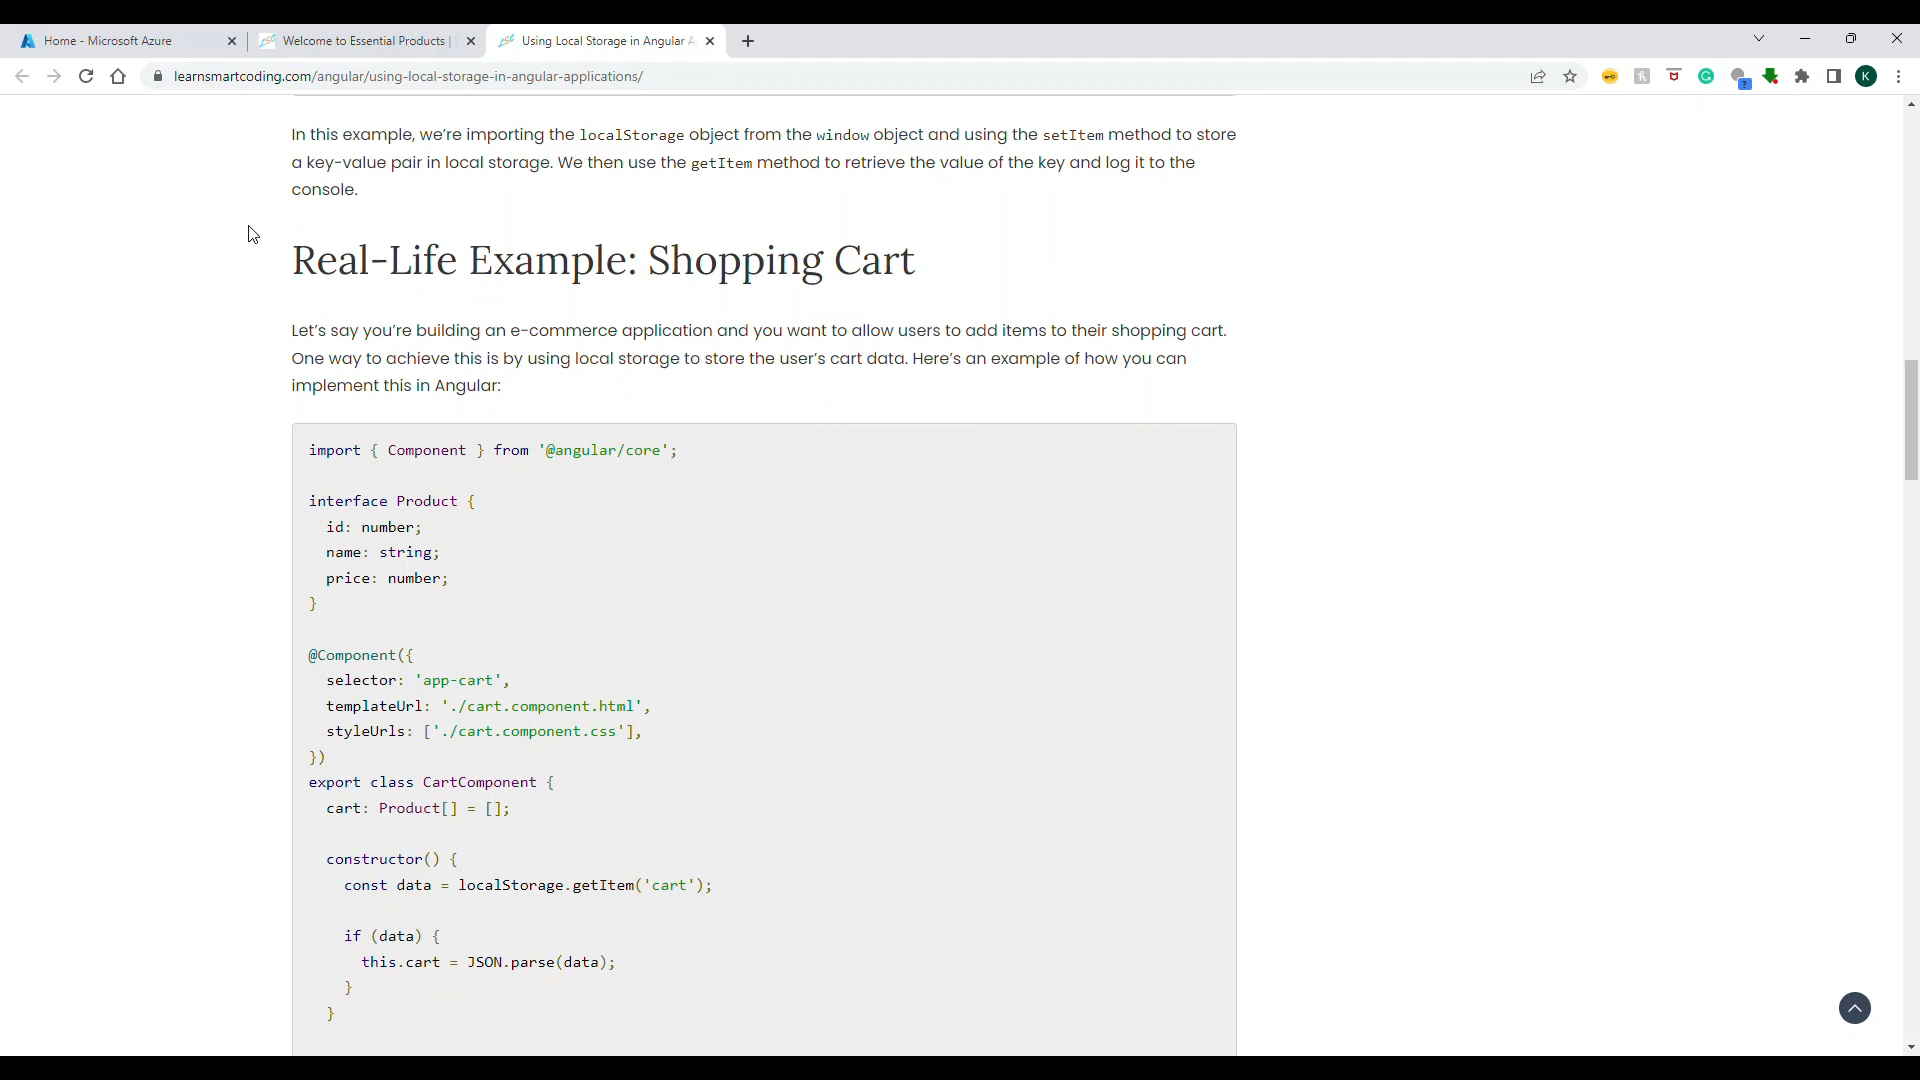 Home - Microsoft Azure
Welcome to Essential Products |
Using Local Storage in Angular A
learnsmartcoding.com/angular/using-local-storage-in-angular-applications/
K
?
In this example, we’re importing the localStorage object from the window object and using the setItem method to store
a key-value pair in local storage. We then use the getItem method to retrieve the value of the key and log it to the
console.
Real-Life Example: Shopping Cart
Let’s say you’re building an e-commerce application and you want to allow users to add items to their shopping cart.
One way to achieve this is by using local storage to store the user’s cart data. Here’s an example of how you can
implement this in Angular:
import { Component } from '@angular/core';
interface Product {
id: number;
name: string;
price: number;
}
@Component({
selector: 'app-cart',
templateUrl: './cart.component.html',
styleUrls: ['./cart.component.css'],
})
export class CartComponent {
cart: Product[] = [];
constructor() {
const data = localStorage.getItem('cart');
if (data) {
this.cart = JSON.parse(data);
}
}